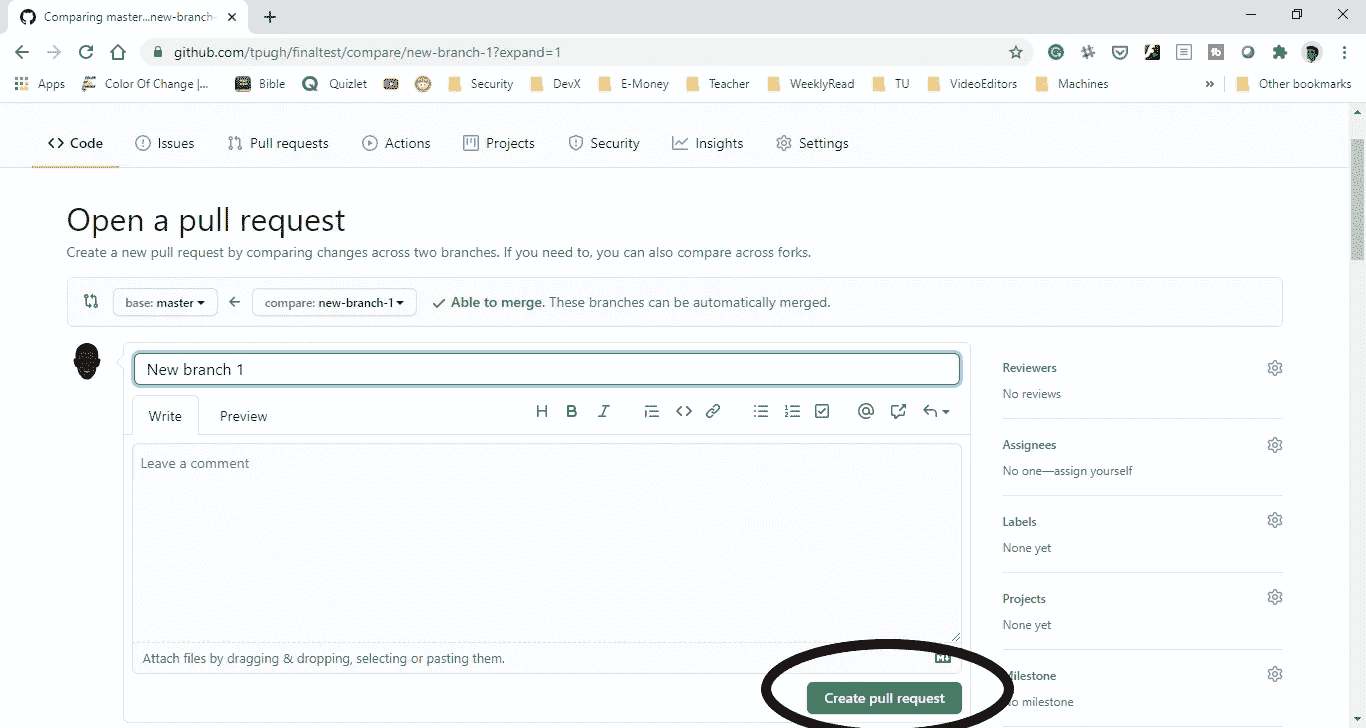 Comparing master...new-branch-
github.com/tpugh/finaltest/compare/new-branch-1?expand=1
Apps Color Of Change |... Bible Quizlet Security DevX E-Money Teacher WeeklyRead TU VideoEditors Machines » Other bookmarks
Code Issues Pull requests Actions Projects Security Insights Settings
Open a pull request
Create a new pull request by comparing changes across two branches. If you need to, you can also compare across forks.
base: master compare: new-branch-1 Able to merge. These branches can be automatically merged.
New branch 1
Write Preview
Leave a comment
Attach files by dragging & dropping, selecting or pasting them.
Create pull request
Reviewers
No reviews
Assignees
No one—assign yourself
Labels
None yet
Projects
None yet
Milestone
No milestone